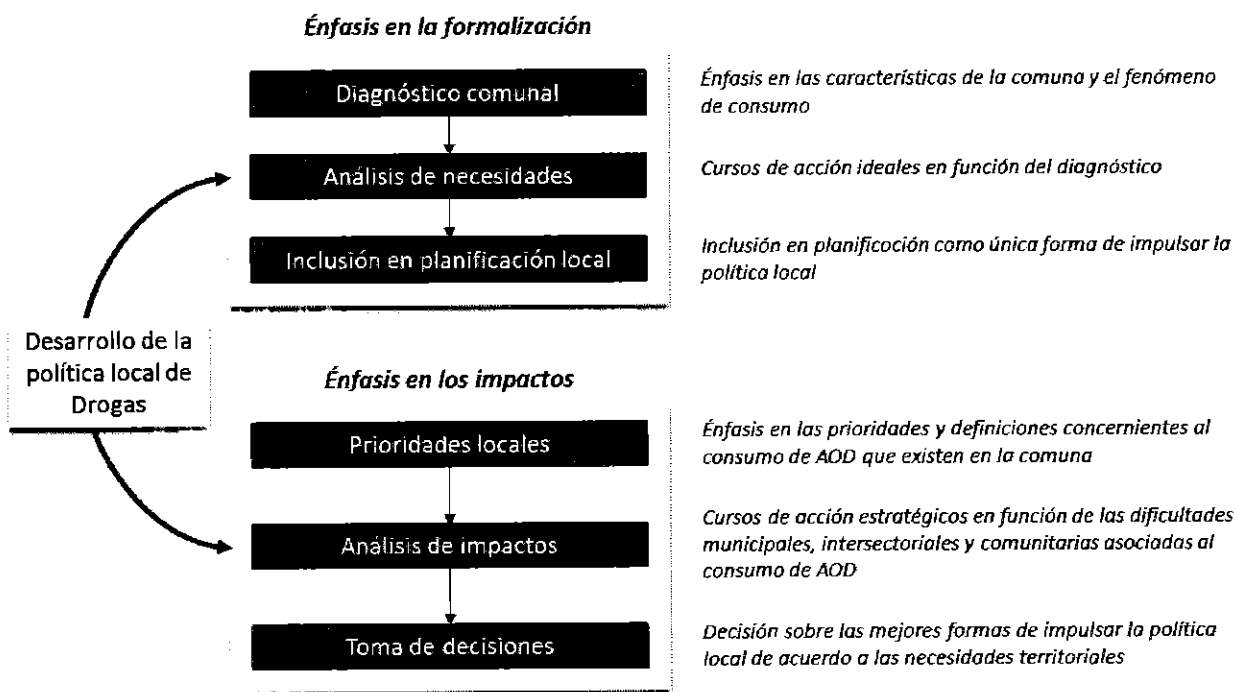 Énfasis en la formalización
Diagnóstico comunal
Énfasis en las características de la comuna y el fenómeno
de consumo
Análisis de necesidades
Cursos de acción ideales en función del diagnóstico
Inclusión en planificación local
Inclusión en planificoción como única forma de impulsar la
política local
Desarrollo de la
política local de
Drogas
Énfasis en los impactos
Prioridades locales
Énfasis en las prioridades y definiciones concernientes al
consumo de AOD que existen en la comuna
Análisis de impactos
Cursos de acción estratégicos en función de las dificultades
municipales, intersectoriales y comunitarias asociadas al
consumo de AOD
Toma de decisiones
Decisión sobre las mejores formas de impulsar la política
local de acuerdo a las necesidades territoriales